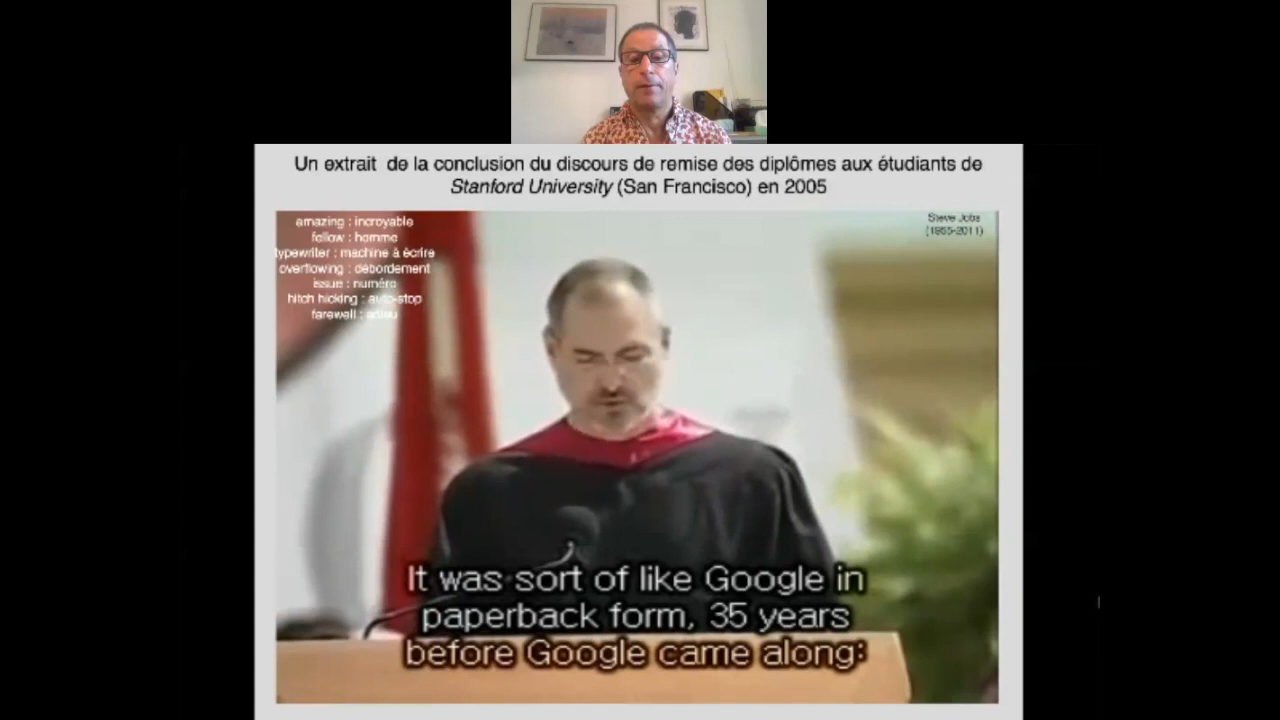 Un extrait de la conclusion du discours de remise des diplômes aux étudiants de
Stanford University (San Francisco) en 2005
amazing : incroyable
fellow : homme
typewriter : machine à écrire
overflowing : débordement
issue : numéro
hitch hicking : auto-stop
farewell : adieu
Steve Jobs
(1955-2011)
It was sort of like Google in
paperback form, 35 years
before Google came along: